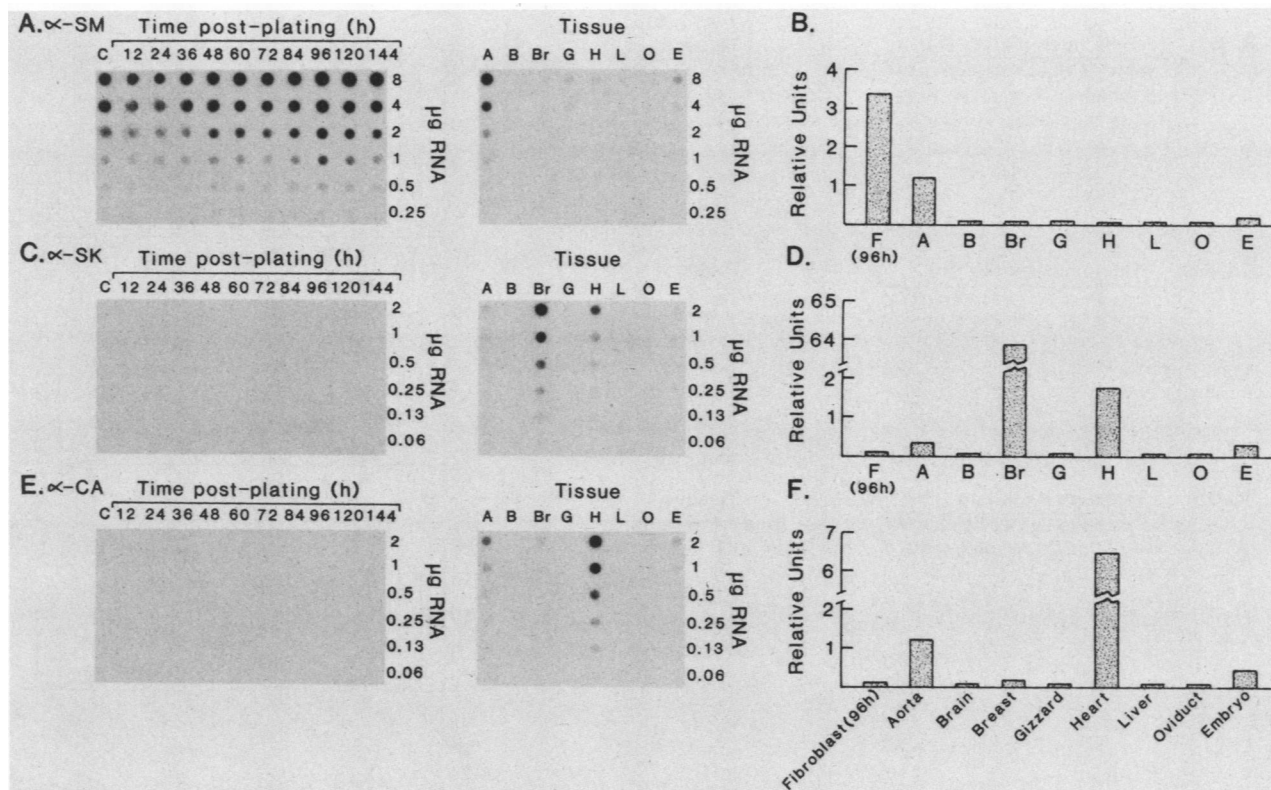 A. ∝-SM Time post-plating (h)
C 12 24 36 48 60 72 84 96 120 144
8
4
2
1
0.5
0.25
µg RNA
Tissue
A B Br G H L O E
8
4
2
1
0.5
0.25
µg RNA
B.
Relative Units
4
3
2
1
F A B Br G H L O E
(96h)
C. ∝-SK Time post-plating (h)
C 12 24 36 48 60 72 84 96 120 144
2
1
0.5
0.25
0.13
0.06
µg RNA
Tissue
A B Br G H L O E
2
1
0.5
0.25
0.13
0.06
µg RNA
D.
Relative Units
65
64
2
1
F A B Br G H L O E
(96h)
E. ∝-CA Time post-plating (h)
C 12 24 36 48 60 72 84 96 120 144
2
1
0.5
0.25
0.13
0.06
µg RNA
Tissue
A B Br G H L O E
2
1
0.5
0.25
0.13
0.06
µg RNA
F.
Relative Units
7
6
2
1
Fibroblast(96h)
Aorta
Brain
Breast
Gizzard
Heart
Liver
Oviduct
Embryo